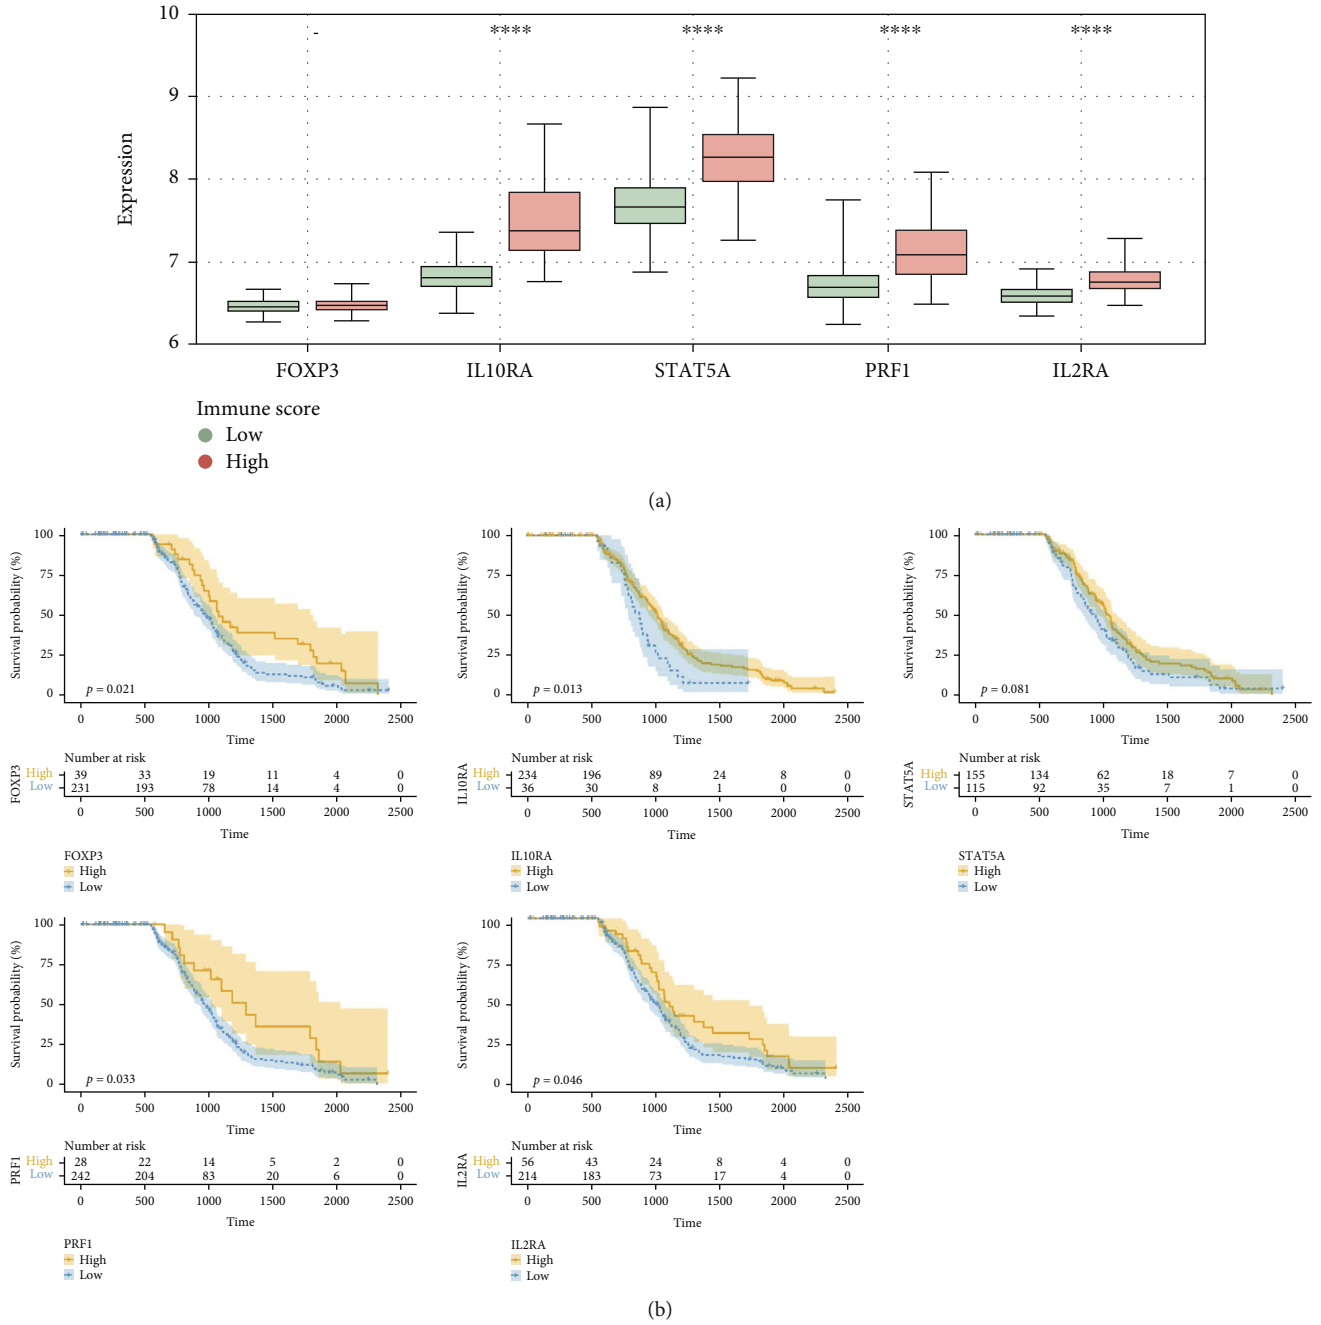 10
9
8
7
6
Expression
- **** **** **** ****
FOXP3 IL10RA STAT5A PRF1 IL2RA
Immune score
Low
High
(a)
Survival probability (%)
100
75
50
25
0
p = 0.021
0 500 1000 1500 2000 2500
Time
Number at risk
FOXP3
High 39 33 19 11 4 0
Low 231 193 78 14 4 0
0 500 1000 1500 2000 2500
Time
FOXP3
High
Low
Survival probability (%)
100
75
50
25
0
p = 0.013
0 500 1000 1500 2000 2500
Time
Number at risk
IL10RA
High 234 196 89 24 8 0
Low 36 30 8 1 0 0
0 500 1000 1500 2000 2500
Time
IL10RA
High
Low
Survival probability (%)
100
75
50
25
0
p = 0.081
0 500 1000 1500 2000 2500
Time
Number at risk
STAT5A
High 155 134 62 18 7 0
Low 115 92 35 7 1 0
0 500 1000 1500 2000 2500
Time
STAT5A
High
Low
Survival probability (%)
100
75
50
25
0
p = 0.033
0 500 1000 1500 2000 2500
Time
Number at risk
PRF1
High 28 22 14 5 2 0
Low 242 204 83 20 6 0
0 500 1000 1500 2000 2500
Time
PRF1
High
Low
Survival probability (%)
100
75
50
25
0
p = 0.046
0 500 1000 1500 2000 2500
Time
Number at risk
IL2RA
High 56 43 24 8 4 0
Low 214 183 73 17 4 0
0 500 1000 1500 2000 2500
Time
IL2RA
High
Low
(b)